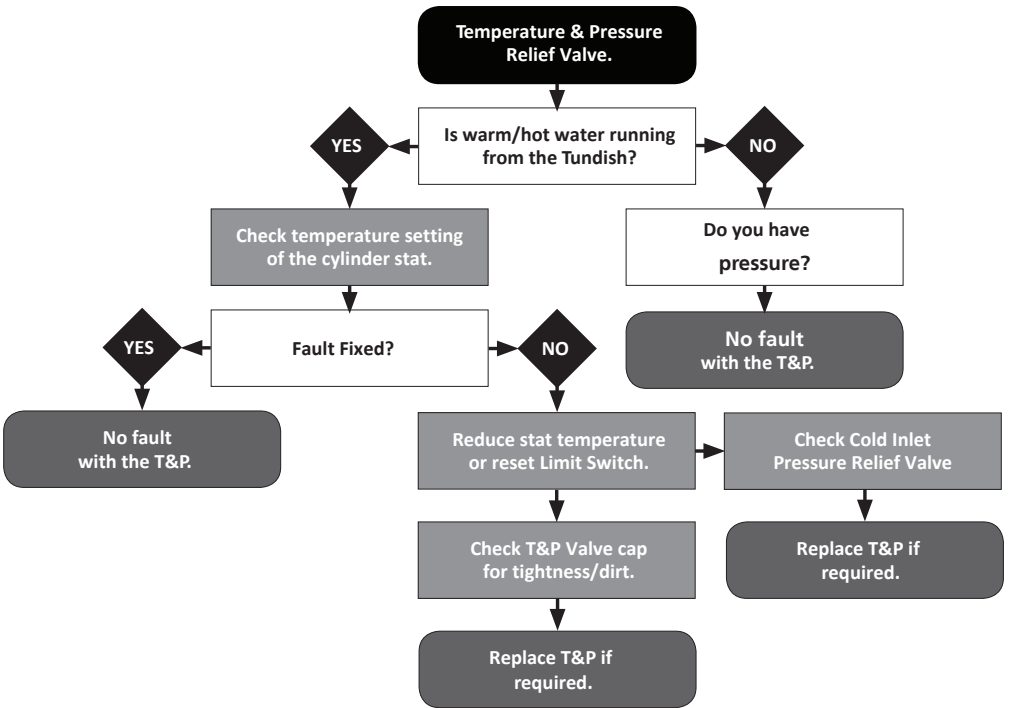 Temperature & Pressure
Relief Valve.
Is warm/hot water running
from the Tundish?
YES
NO
Check temperature setting
of the cylinder stat.
Do you have
pressure?
Fault Fixed?
YES
NO
No fault
with the T&P.
No fault
with the T&P.
Reduce stat temperature
or reset Limit Switch.
Check Cold Inlet
Pressure Relief Valve
Check T&P Valve cap
for tightness/dirt.
Replace T&P if
required.
Replace T&P if
required.